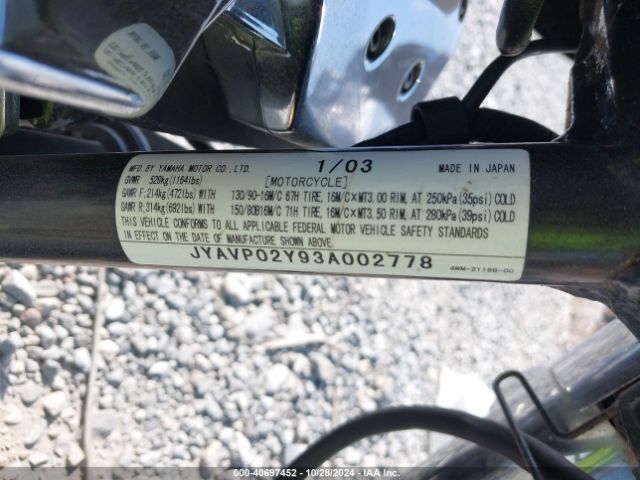 MFD. BY YAMAHA MOTOR CO., LTD. 1/03 MADE IN JAPAN
GVWR 528kg(1164lbs) [MOTORCYCLE]
GAWR F;214kg(472lbs) WITH 130/90-16M/C 67H TIRE, 16M/C×MT3.00 RIM, AT 250kPa(35psi) COLD
GAWR R;314kg(692lbs) WITH 150/80B16M/C 71H TIRE, 16M/C×MT3.50 RIM, AT 280kPa(39psi) COLD
THIS VEHICLE CONFORMS TO ALL APPLICABLE FEDERAL MOTOR VEHICLE SAFETY STANDARDS
IN EFFECT ON THE DATE OF MANUFACTURE SHOWN ABOVE.
JYAVP02Y93A002778
4WM-2118B-00
000-40697452 • 10/28/2024 • IAA Inc.